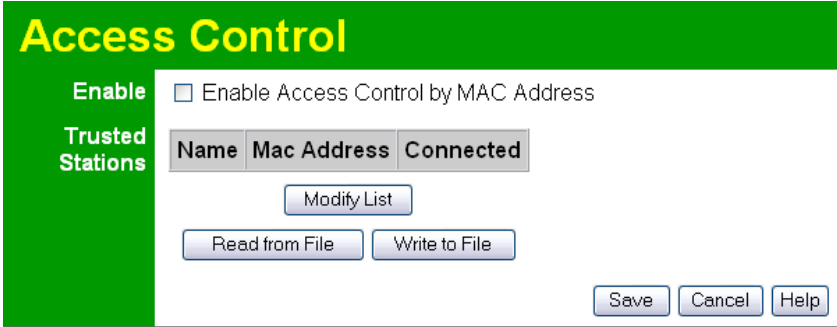 Access Control
Enable
Enable Access Control by MAC Address
Trusted
Stations
Name Mac Address Connected
Modify List
Read from File Write to File
Save Cancel Help